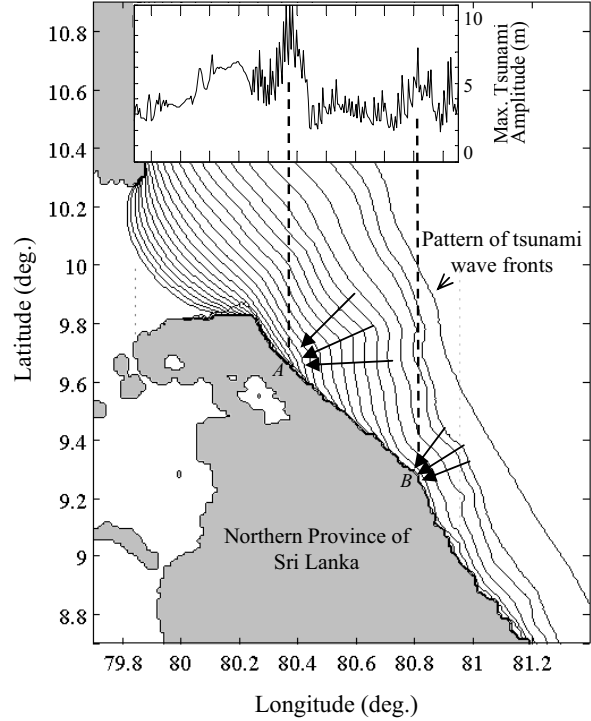 10.8
10.6
10.4
10.2
10
9.8
9.6
9.4
9.2
9
8.8
Latitude (deg.)
10
5
0
Max. Tsunami
Amplitude (m)
Pattern of tsunami
wave fronts
A
B
Northern Province of
Sri Lanka
79.8 80 80.2 80.4 80.6 80.8 81 81.2
Longitude (deg.)